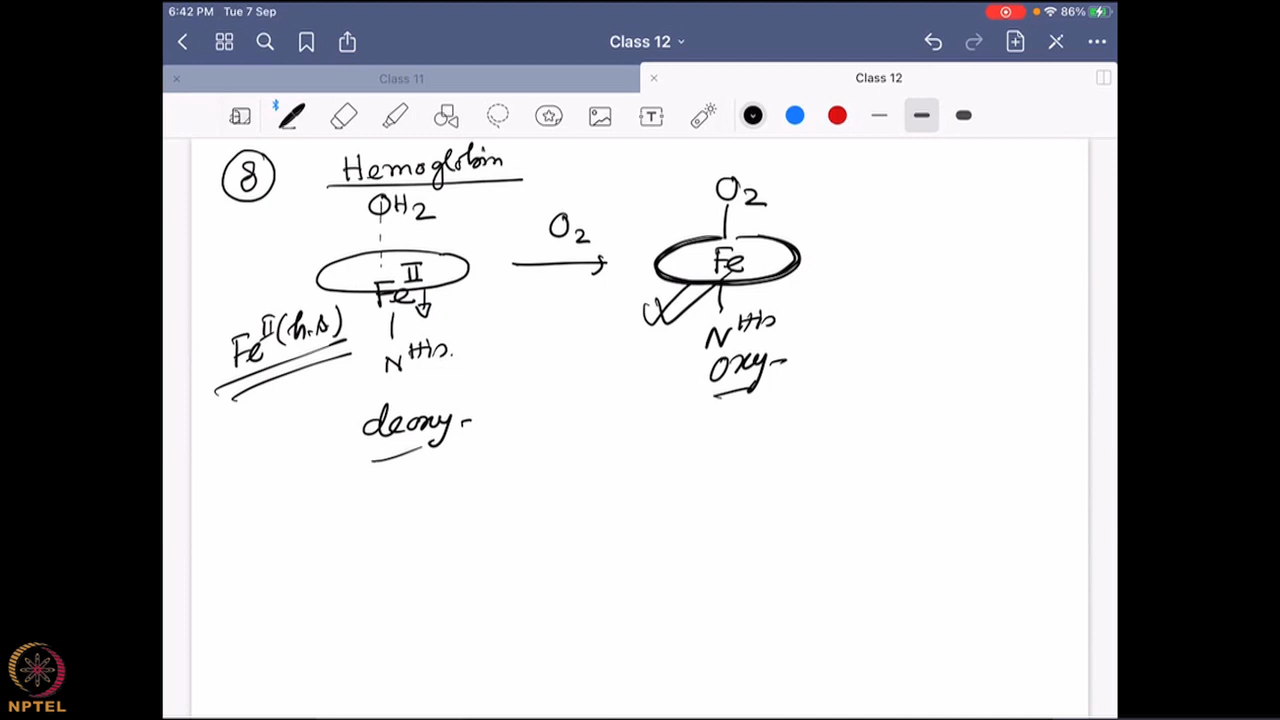 6:42 PM Tue 7 Sep
86%
Class 12
Class 11
Class 12
T
8 Hemoglobin
OH2
O2
O2
Fe II
Fe
Fe II (h.s)
N His.
N His
deoxy-
oxy-
NPTEL